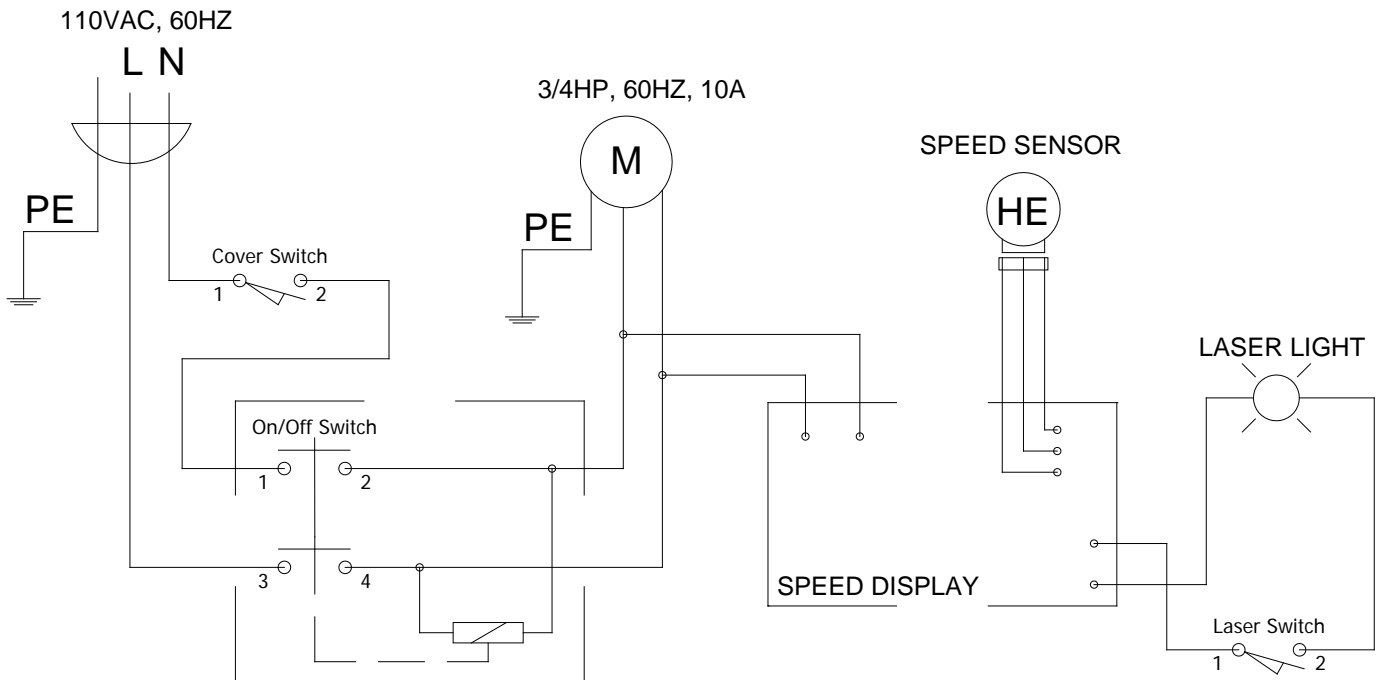 110VAC, 60HZ
L N
3/4HP, 60HZ, 10A
M
SPEED SENSOR
HE
PE
PE
Cover Switch
1 2
LASER LIGHT
On/Off Switch
1 2
3 4
SPEED DISPLAY
Laser Switch
1 2